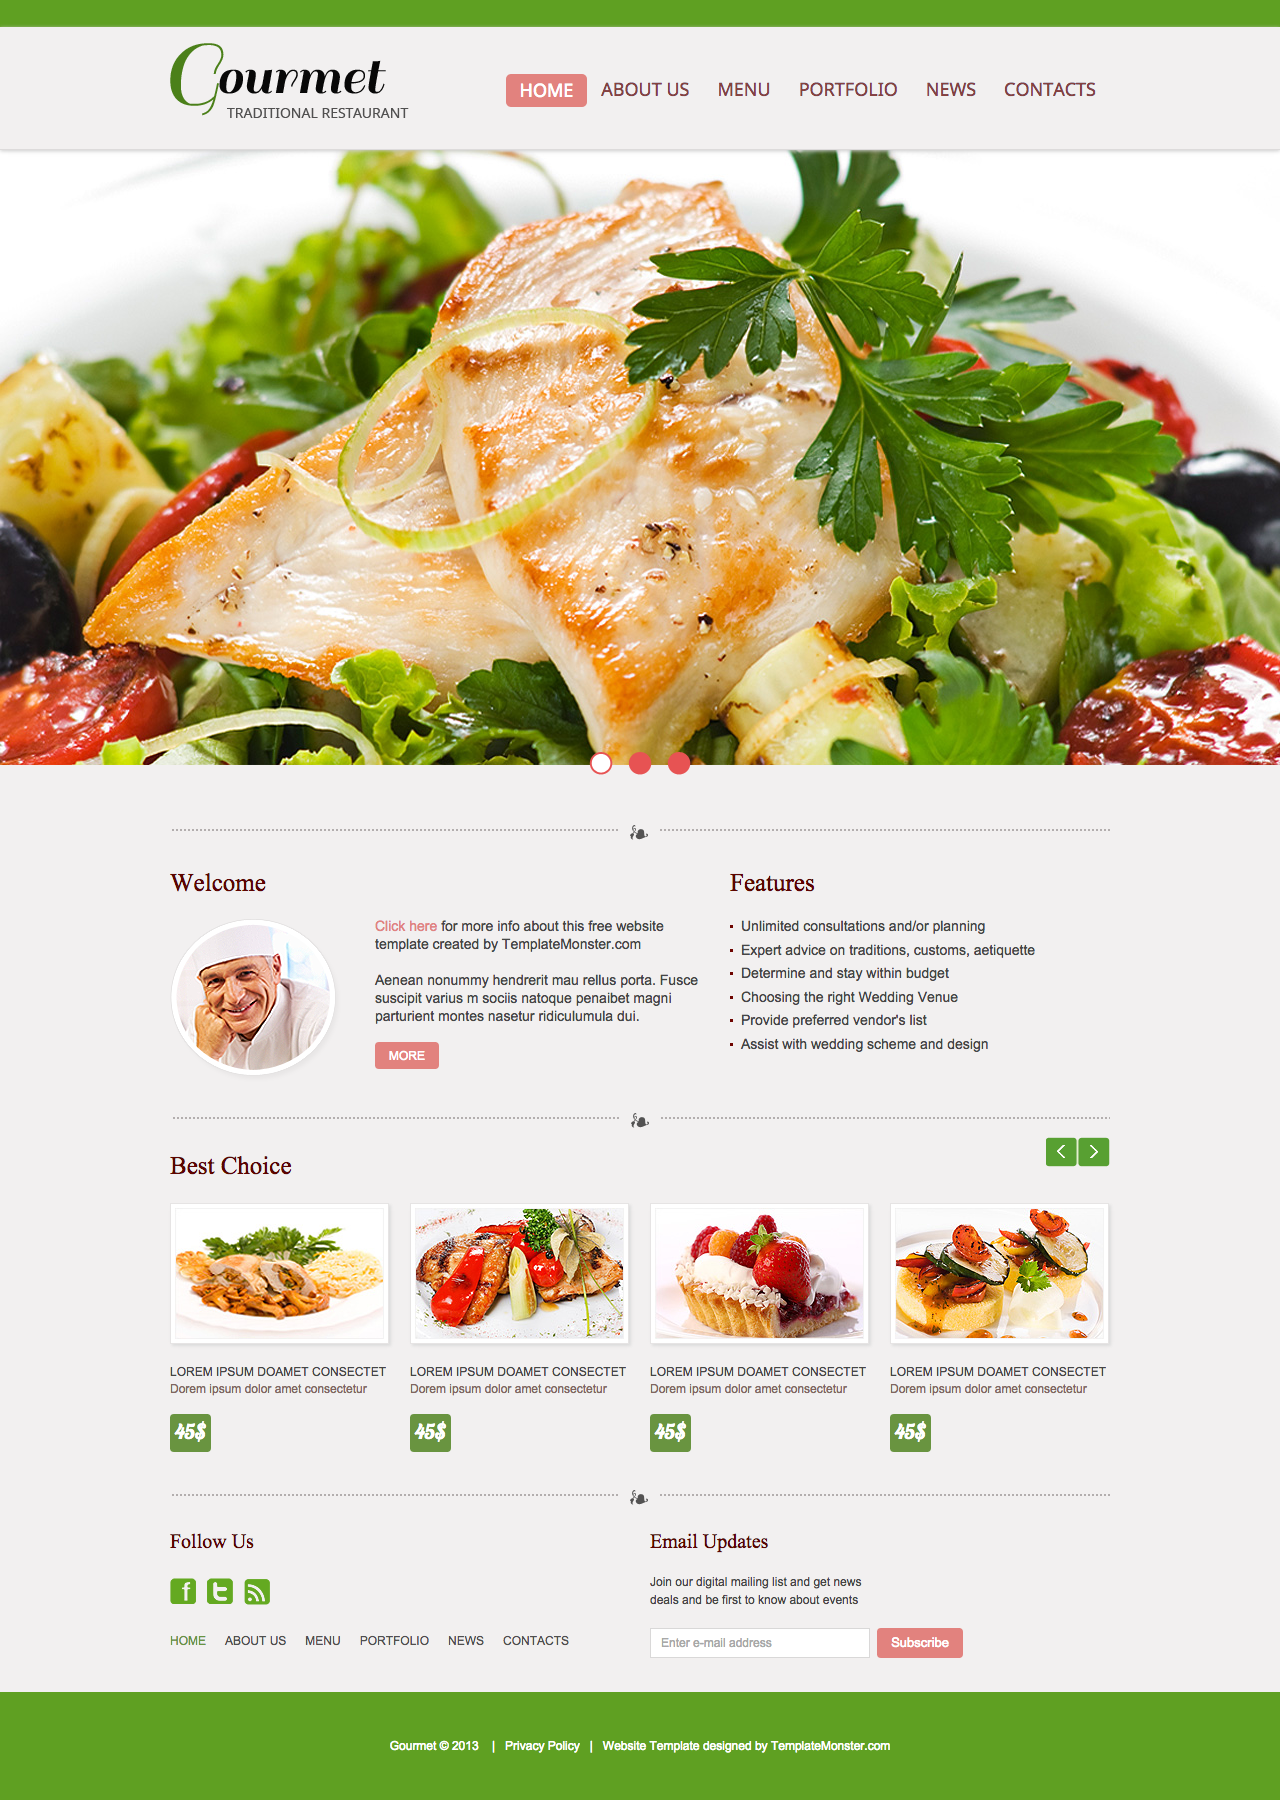 Gourmet
TRADITIONAL RESTAURANT
HOME ABOUT US MENU PORTFOLIO NEWS CONTACTS
Welcome
Click here for more info about this free website
template created by TemplateMonster.com
Aenean nonummy hendrerit mau rellus porta. Fusce
suscipit varius m sociis natoque penaibet magni
parturient montes nasetur ridiculumula dui.
MORE
Features
Unlimited consultations and/or planning
Expert advice on traditions, customs, aetiquette
Determine and stay within budget
Choosing the right Wedding Venue
Provide preferred vendor's list
Assist with wedding scheme and design
Best Choice
LOREM IPSUM DOAMET CONSECTET
Dorem ipsum dolor amet consectetur
45$
LOREM IPSUM DOAMET CONSECTET
Dorem ipsum dolor amet consectetur
45$
LOREM IPSUM DOAMET CONSECTET
Dorem ipsum dolor amet consectetur
45$
LOREM IPSUM DOAMET CONSECTET
Dorem ipsum dolor amet consectetur
45$
Follow Us
HOME ABOUT US MENU PORTFOLIO NEWS CONTACTS
Email Updates
Join our digital mailing list and get news
deals and be first to know about events
Enter e-mail address
Subscribe
Gourmet © 2013 | Privacy Policy | Website Template designed by TemplateMonster.com